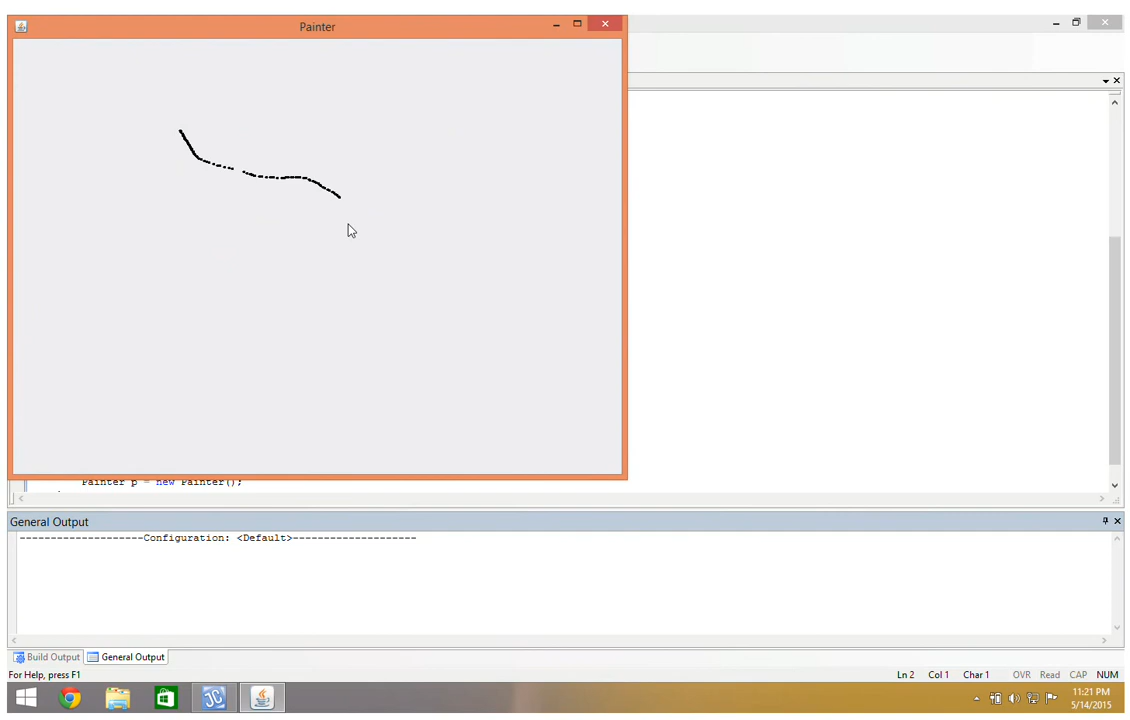 Painter
Painter p = new Painter();
General Output
--------------------Configuration: <Default>--------------------
Build Output General Output
For Help, press F1 Ln 2 Col 1 Char 1 OVR Read CAP NUM
JC 11:21 PM
5/14/2015